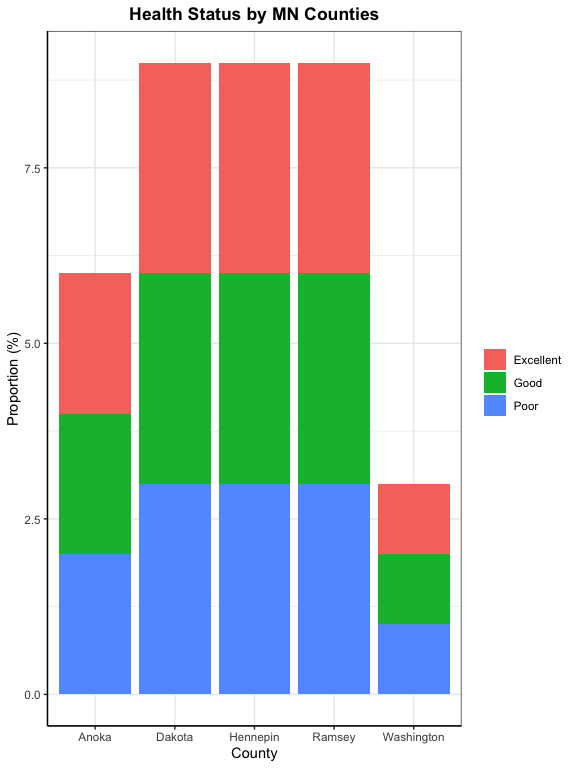 Health Status by MN Counties
Proportion (%)
7.5
5.0
2.5
0.0
Anoka Dakota Hennepin Ramsey Washington
County
Excellent
Good
Poor